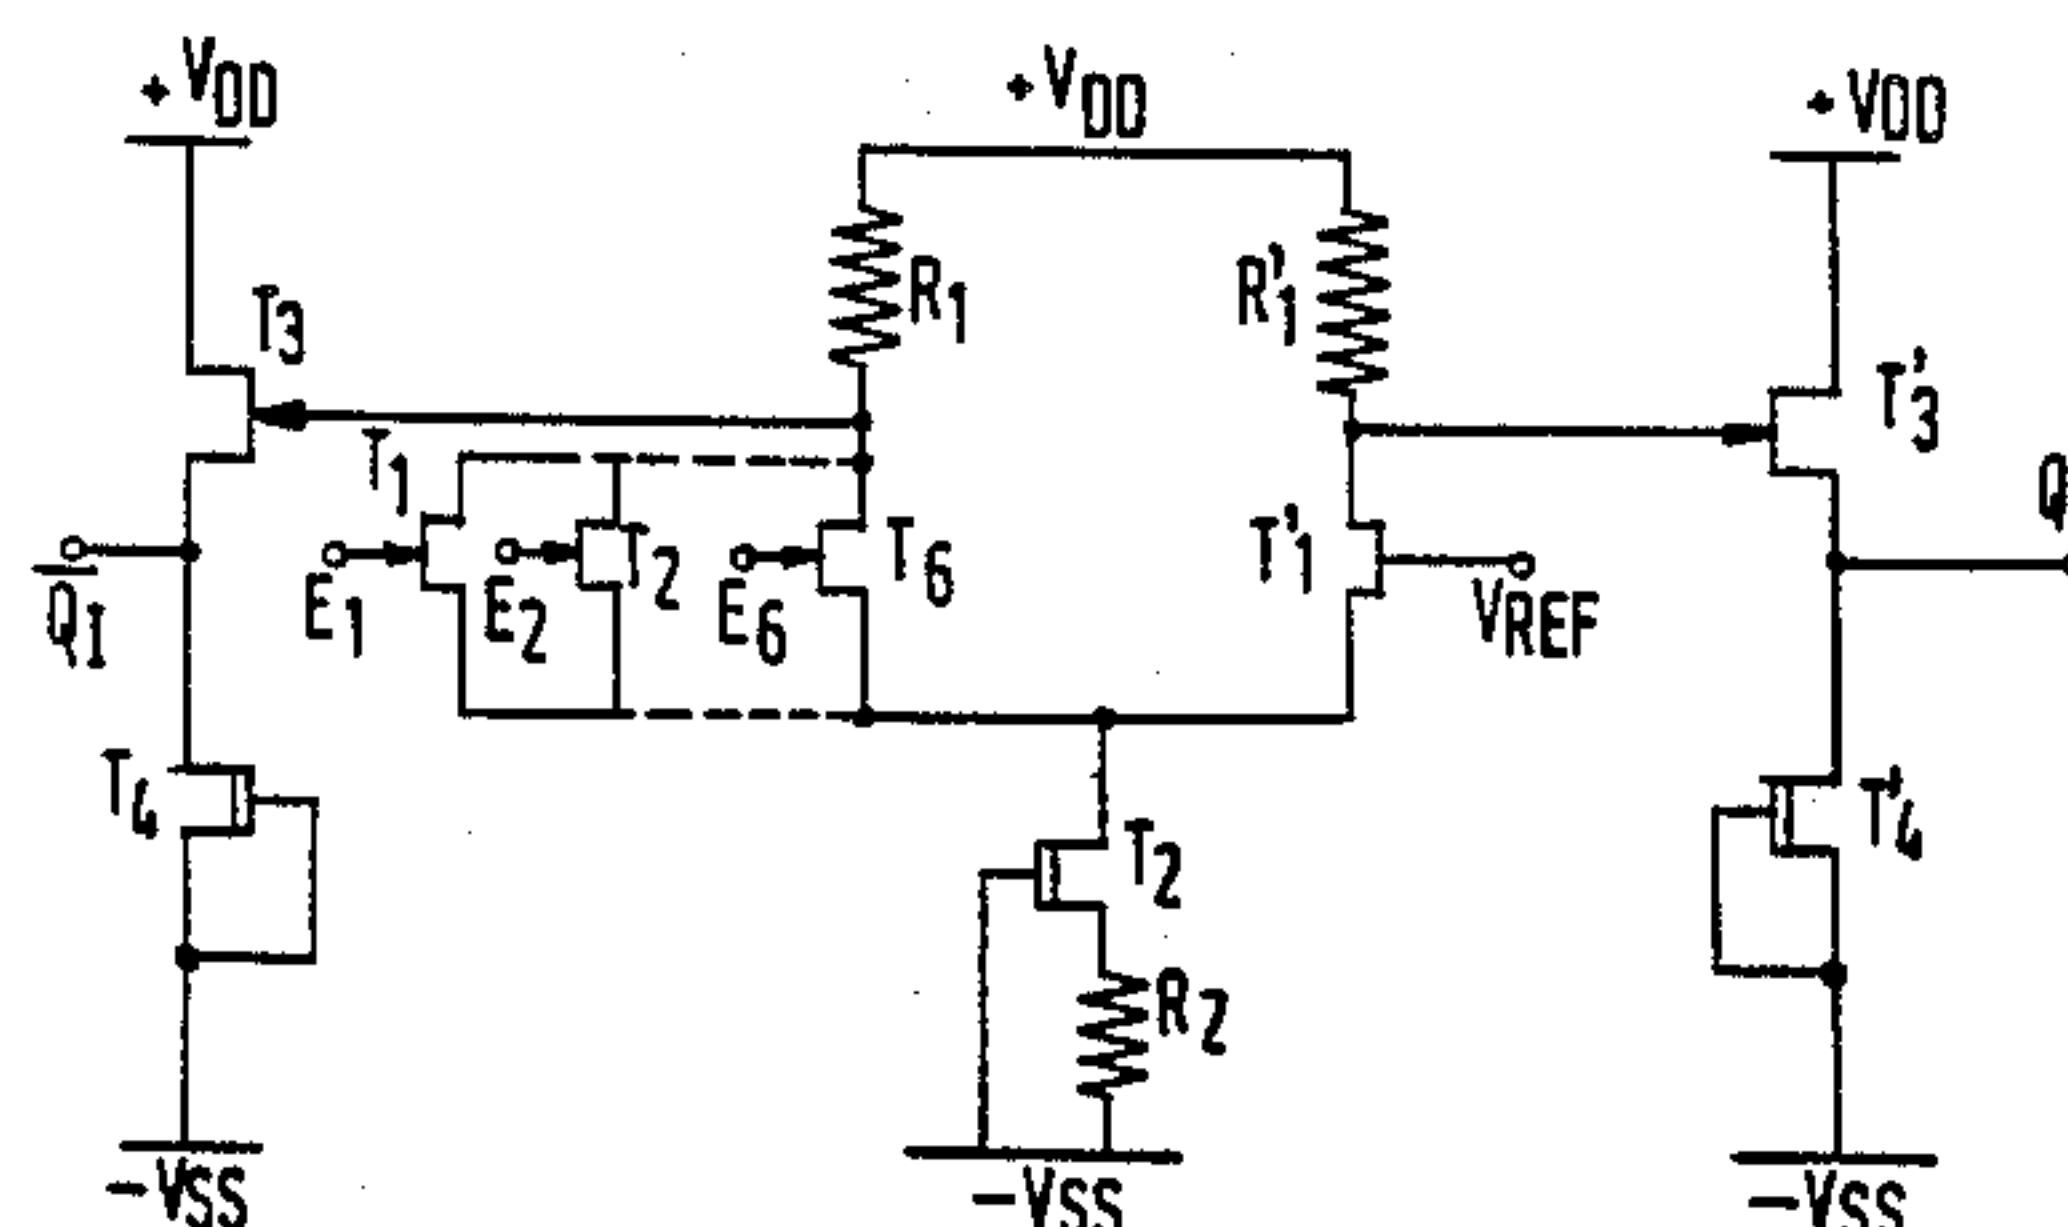 +VDD
+VDD
+VDD
T3
R1
R'1
T'3
T1
Q
T2
T6
T'1
Q̅I
E1
E2
E6
VREF
T4
T'4
T2
R2
-VSS
-VSS
-VSS